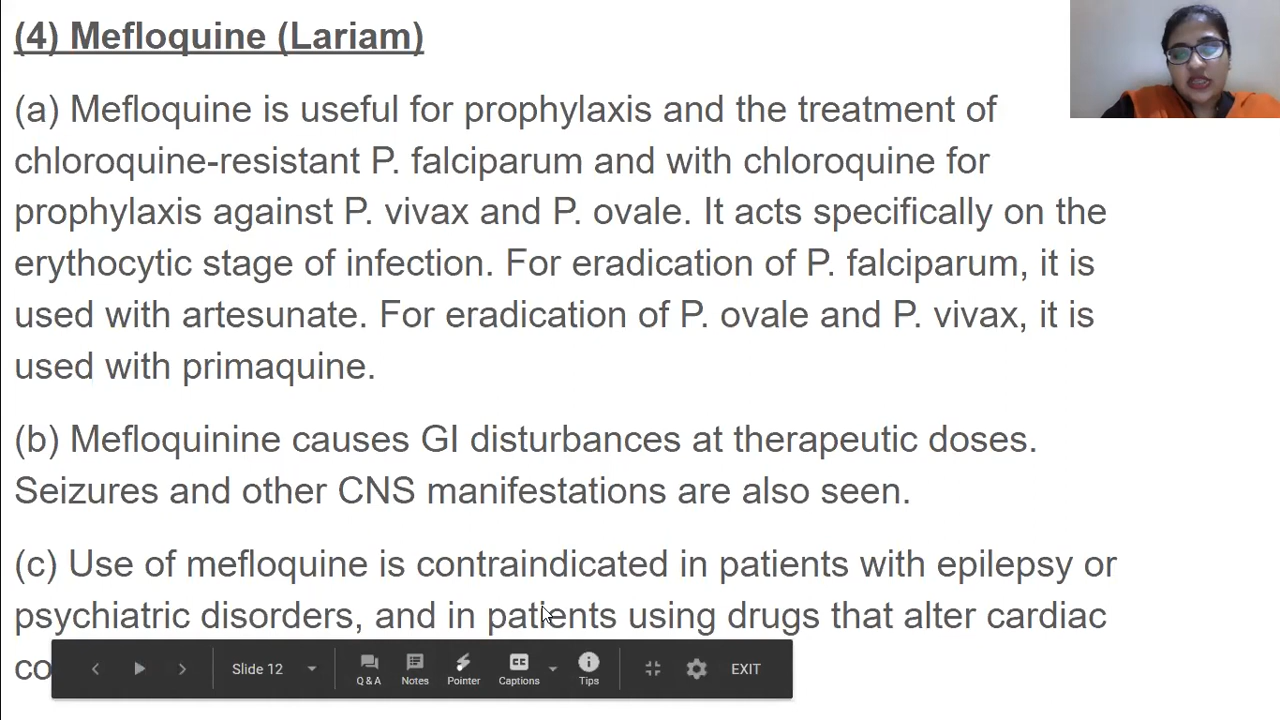 (4) Mefloquine (Lariam)
(a) Mefloquine is useful for prophylaxis and the treatment of
chloroquine-resistant P. falciparum and with chloroquine for
prophylaxis against P. vivax and P. ovale. It acts specifically on the
erythocytic stage of infection. For eradication of P. falciparum, it is
used with artesunate. For eradication of P. ovale and P. vivax, it is
used with primaquine.
(b) Mefloquinine causes GI disturbances at therapeutic doses.
Seizures and other CNS manifestations are also seen.
(c) Use of mefloquine is contraindicated in patients with epilepsy or
psychiatric disorders, and in patients using drugs that alter cardiac
Slide 12 Q & A Notes Pointer CC Captions Tips EXIT